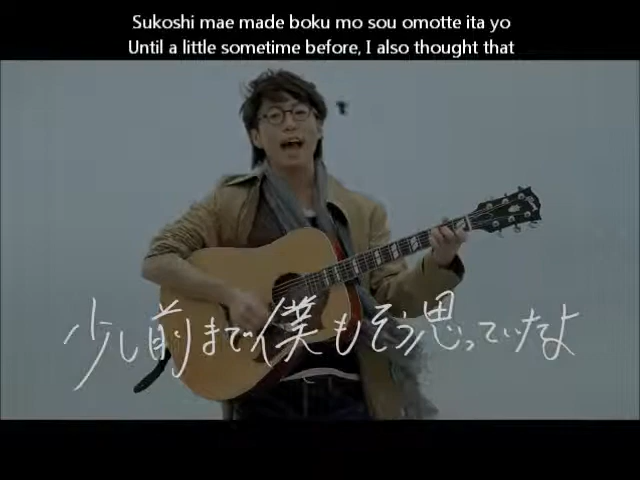 Sukoshi mae made boku mo sou omotte ita yo
Until a little sometime before, I also thought that
少し前まで僕もそう思っていたよ